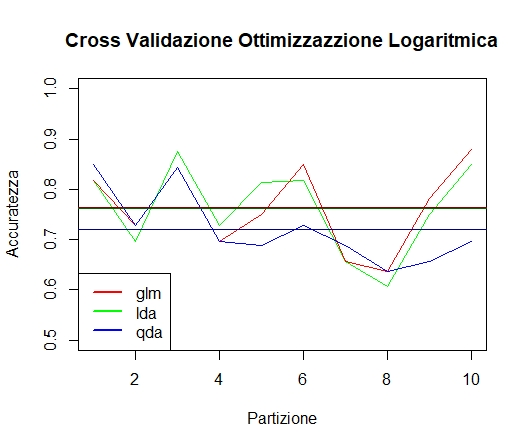 Cross Validazione Ottimizzazzione Logaritmica
Accuratezza
1.0
0.9
0.8
0.7
0.6
0.5
glm
lda
qda
2
4
6
8
10
Partizione